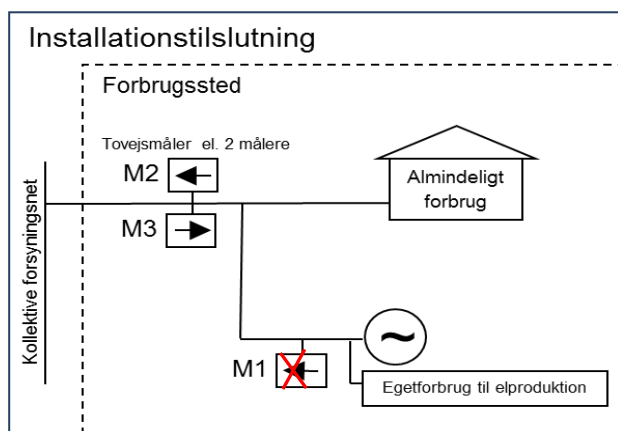 Installationstilslutning
Forbrugssted
Tovejsmåler el. 2 målere
M2
M3
Kollektive forsyningsnet
Almindeligt
forbrug
~
M1
Egetforbrug til elproduktion